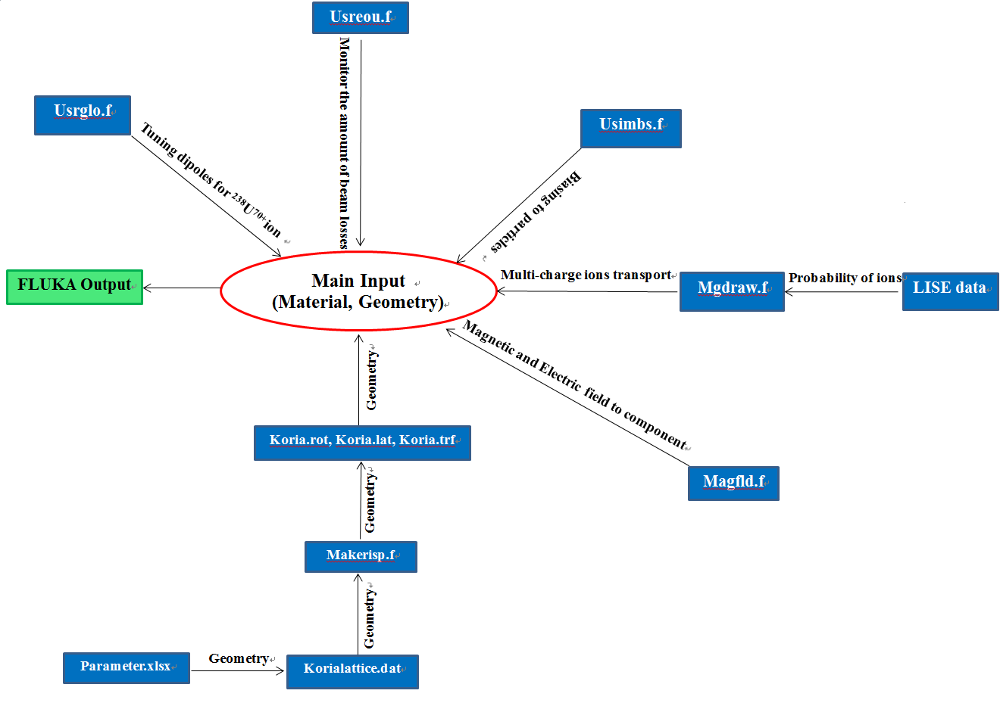 Usreou.f
Monitor the amount of beam losses
Usrglo.f
Tuning dipoles for ²³⁸U⁷⁰⁺ion
Usimbs.f
Biasing to particles
FLUKA Output
Main Input
(Material, Geometry)
Multi-charge ions transport
Mgdraw.f
Probability of ions
LISE data
Magnetic and Electric field to component
Magfld.f
Geometry
Koria.rot, Koria.lat, Koria.trf
Geometry
Makerisp.f
Geometry
Parameter.xlsx
Geometry
Korialattice.dat